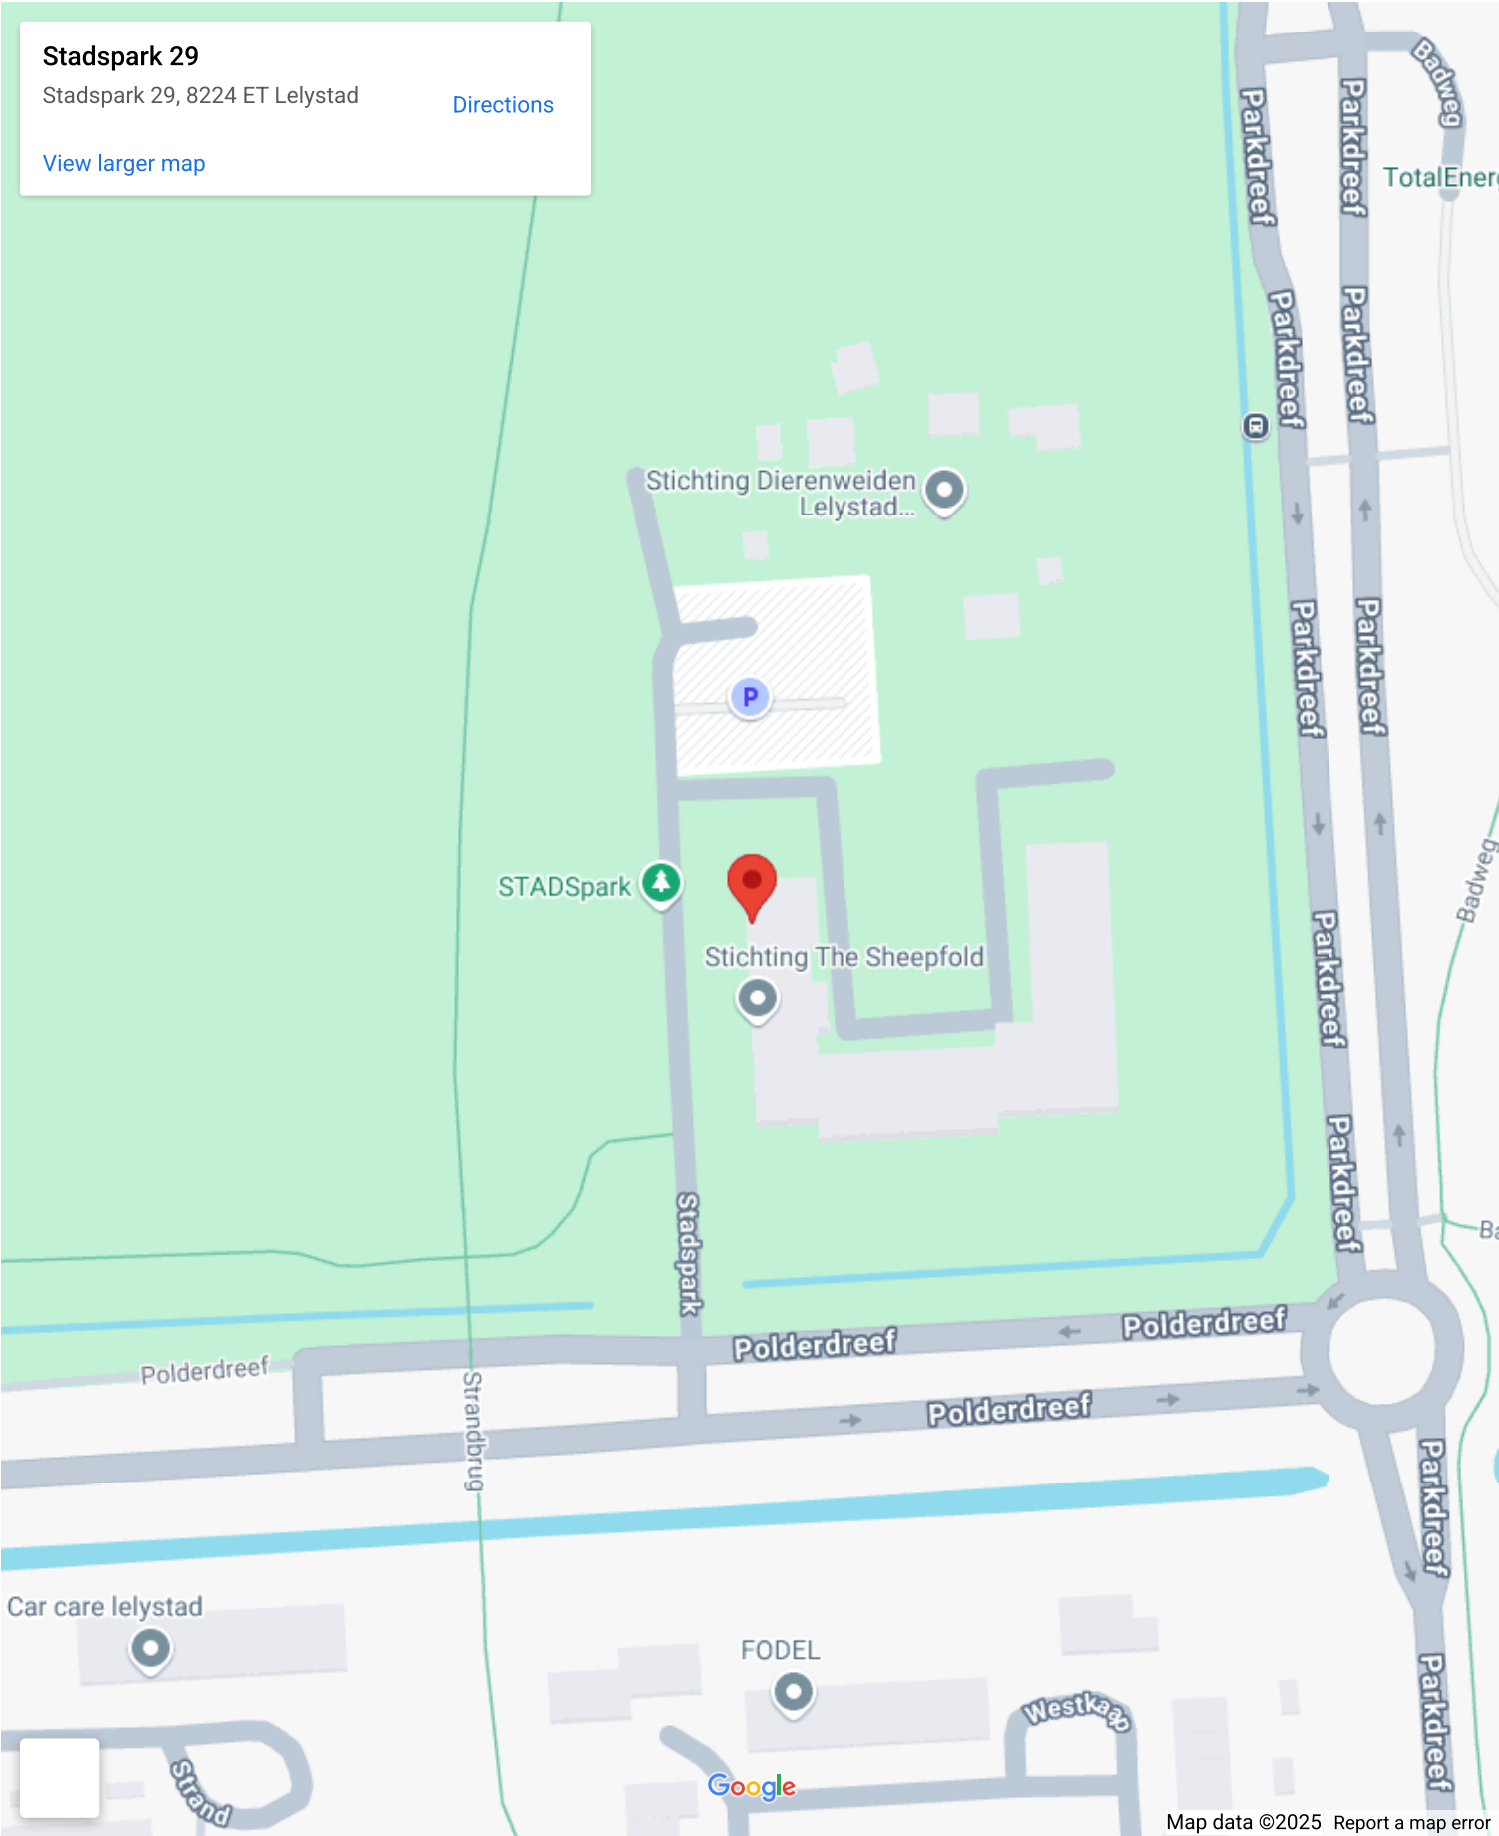 Stadspark 29
Stadspark 29, 8224 ET Lelystad
Directions
View larger map
Badweg
Parkdreef
Parkdreef
TotalEnerg
Parkdreef
Parkdreef
Stichting Dierenweiden
Lelystad...
P
Parkdreef
Parkdreef
STADSpark
Badweg
Stichting The Sheepfold
Parkdreef
Parkdreef
Stadspark
Ba
Polderdreef
Polderdreef
Polderdreef
Polderdreef
Strandbrug
Parkdreef
Car care lelystad
FODEL
Westkaap
Parkdreef
Strand
Google
Map data ©2025
Report a map error